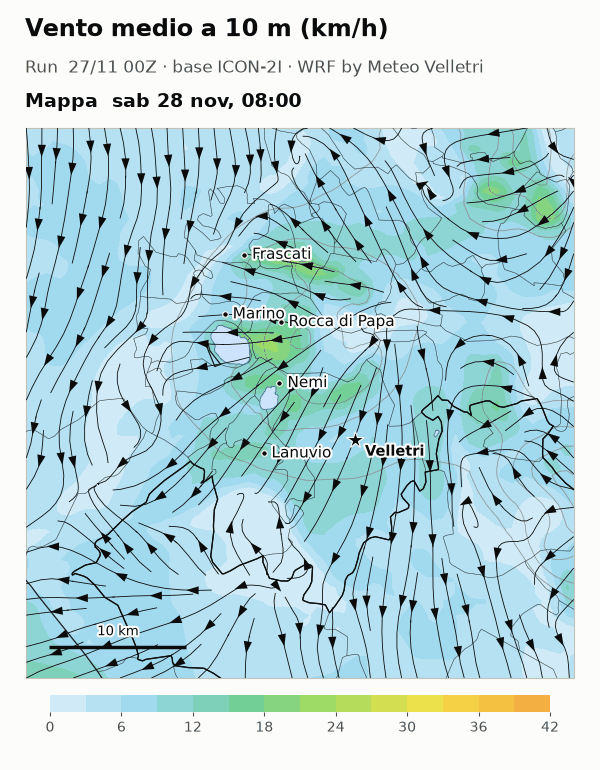 Vento medio a 10 m (km/h)
Run  27/11 00Z · base ICON-2I · WRF by Meteo Velletri
Mappa  sab 28 nov, 08:00
Frascati
Marino
Rocca di Papa
Nemi
Velletri
Lanuvio
10 km
0 6 12 18 24 30 36 42